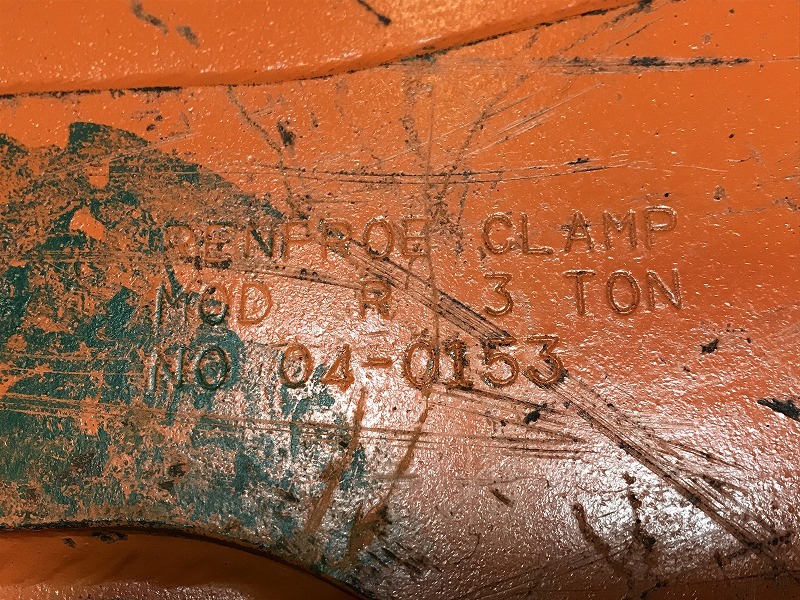 RENFROE CLAMP
MOD R 3 TON
NO 04-0153